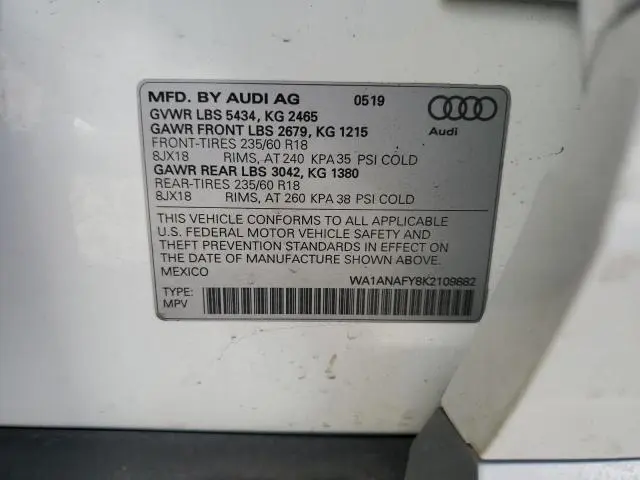 MFD. BY AUDI AG 0519
GVWR LBS 5434, KG 2465
GAWR FRONT LBS 2679, KG 1215
FRONT-TIRES 235/60 R18
8JX18 RIMS, AT 240 KPA 35 PSI COLD
GAWR REAR LBS 3042, KG 1380
REAR-TIRES 235/60 R18
8JX18 RIMS, AT 260 KPA 38 PSI COLD
Audi
THIS VEHICLE CONFORMS TO ALL APPLICABLE
U.S. FEDERAL MOTOR VEHICLE SAFETY AND
THEFT PREVENTION STANDARDS IN EFFECT ON
THE DATE OF MANUFACTURE SHOWN ABOVE.
MEXICO WA1ANAFY8K2109882
TYPE:
MPV